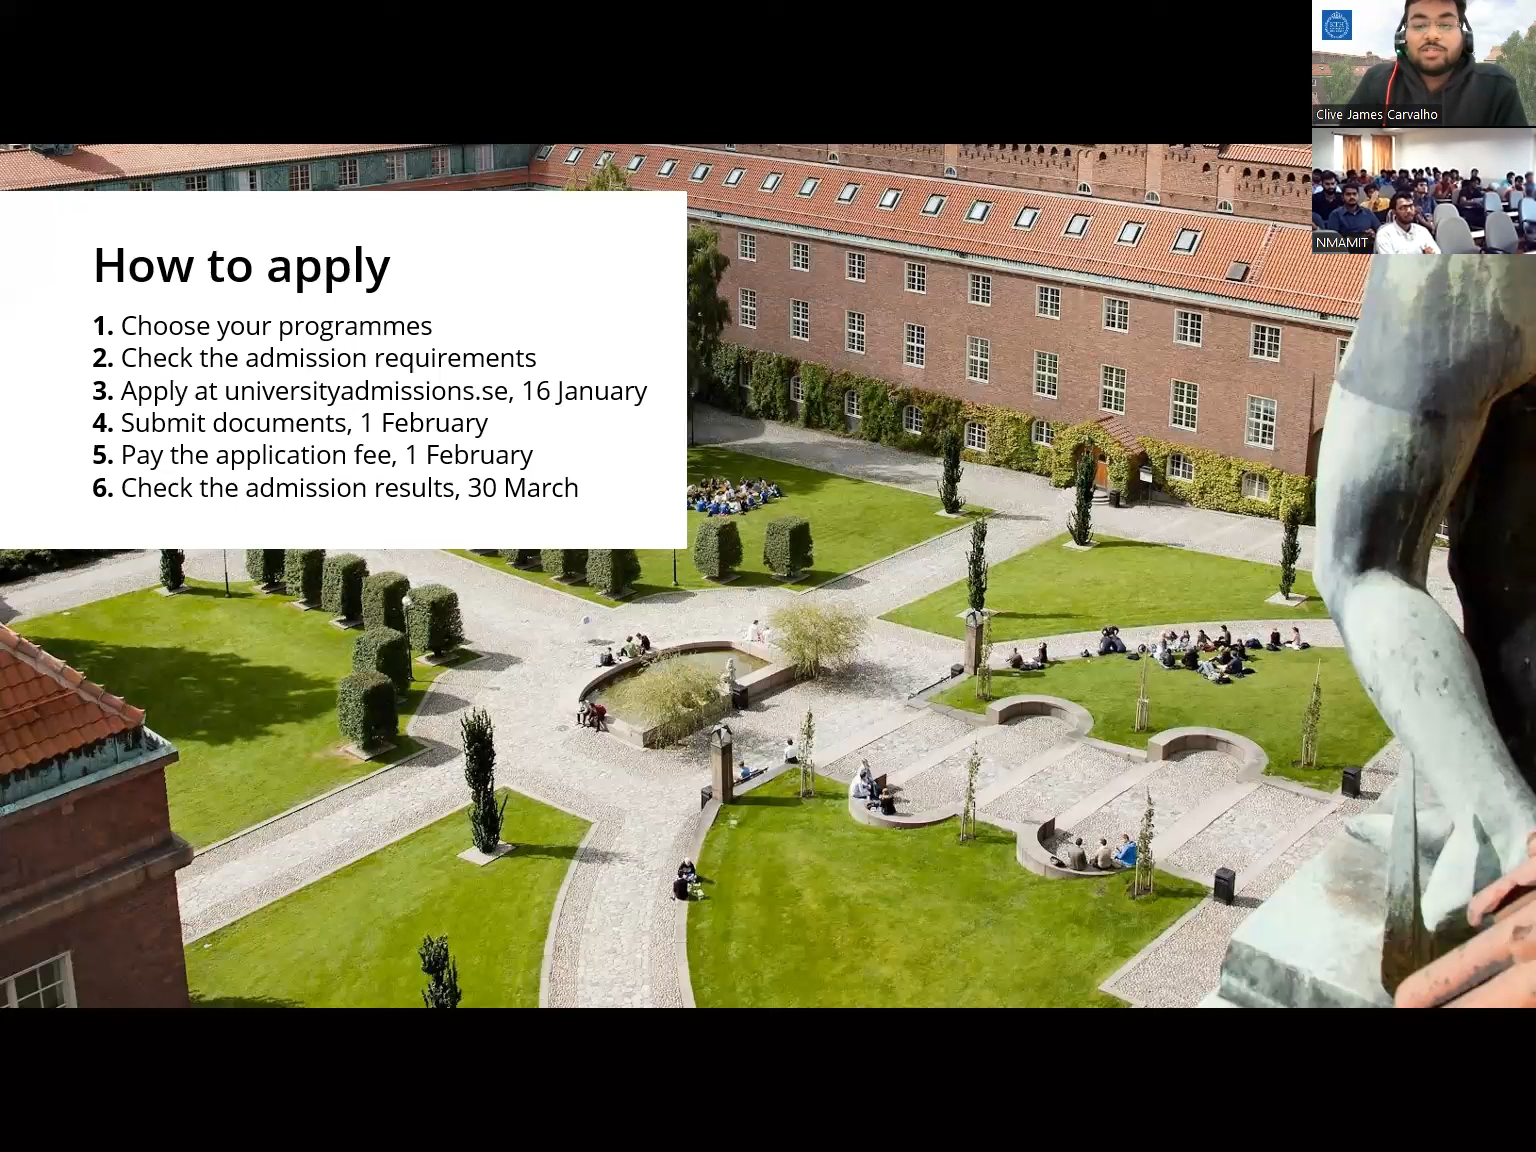 How to apply
1. Choose your programmes
2. Check the admission requirements
3. Apply at universityadmissions.se, 16 January
4. Submit documents, 1 February
5. Pay the application fee, 1 February
6. Check the admission results, 30 March
KTH
Clive James Carvalho
NMAMIT